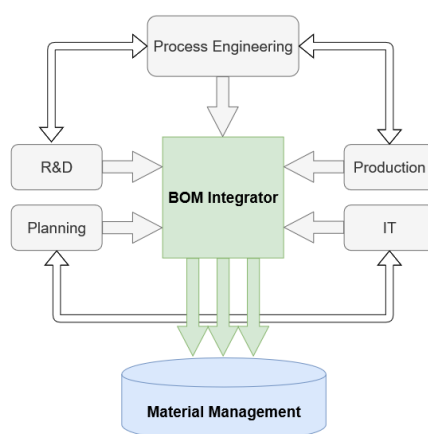 Process Engineering
R&D
BOM Integrator
Production
Planning
IT
Material Management